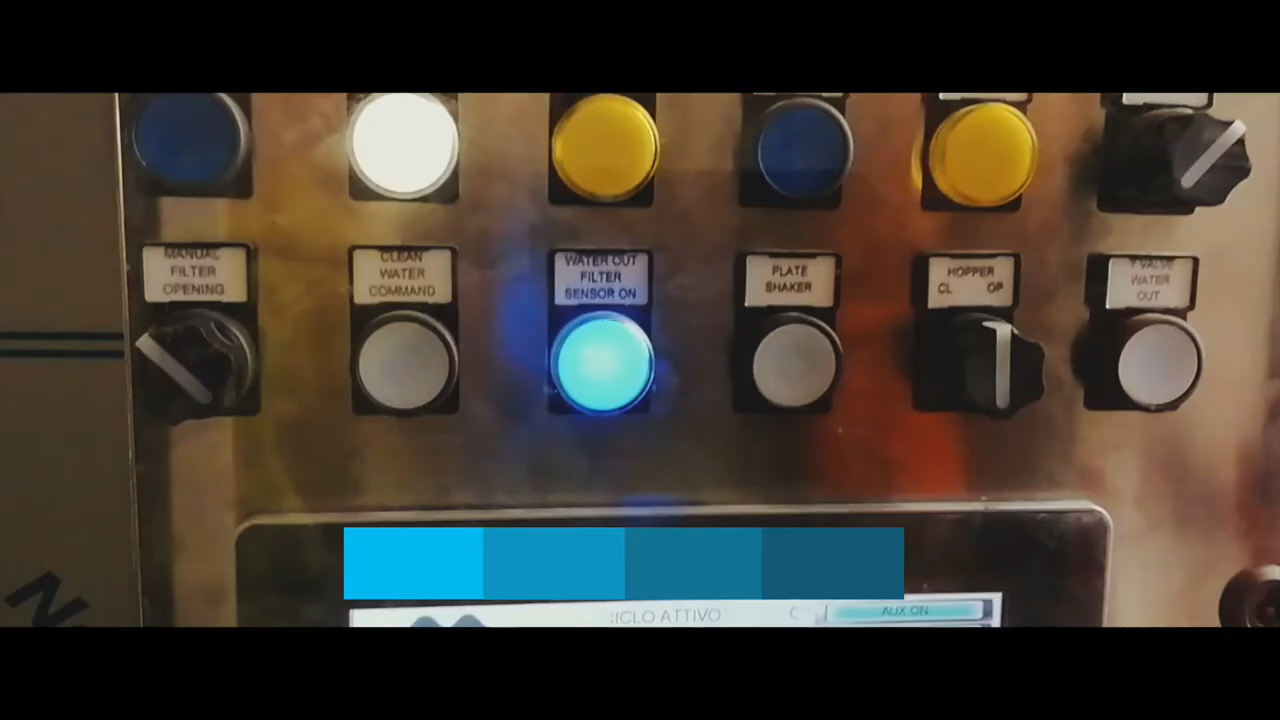 MANUAL
FILTER
OPENING
CLEAN
WATER
COMMAND
WATER OUT
FILTER
SENSOR ON
PLATE
SHAKER
HOPPER
CL OP
Y VALVE
WATER
OUT
N
ICLO ATTIVO C
AUX ON